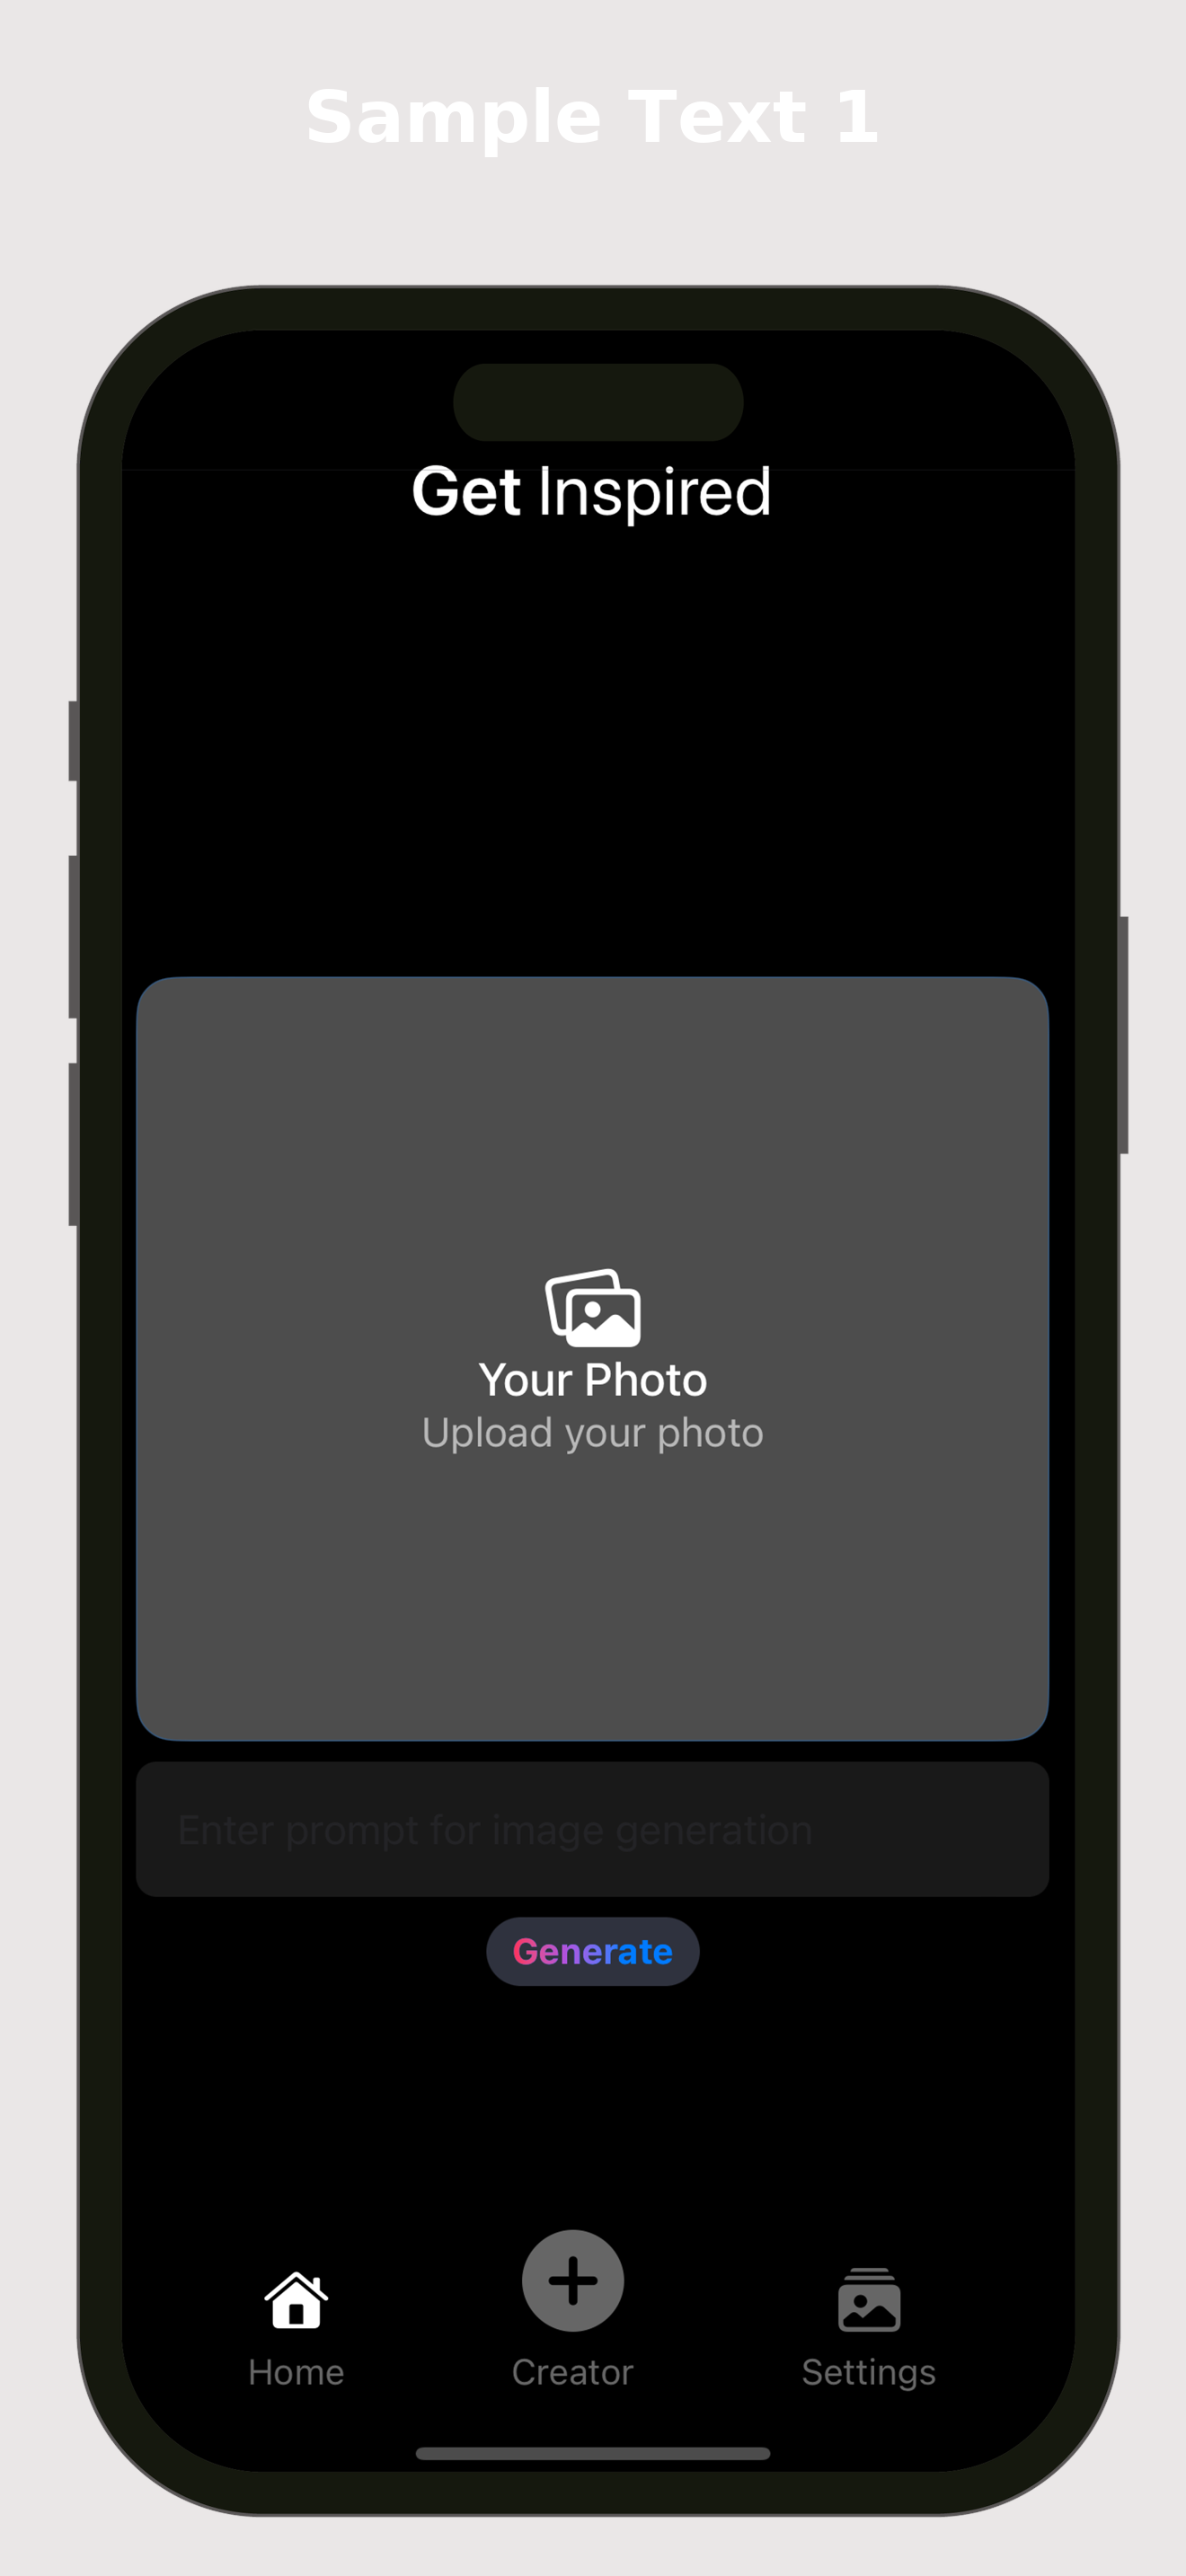 Sample Text 1
Get Inspired
Your Photo
Upload your photo
Enter prompt for image generation
Generate
Home
Creator
Settings